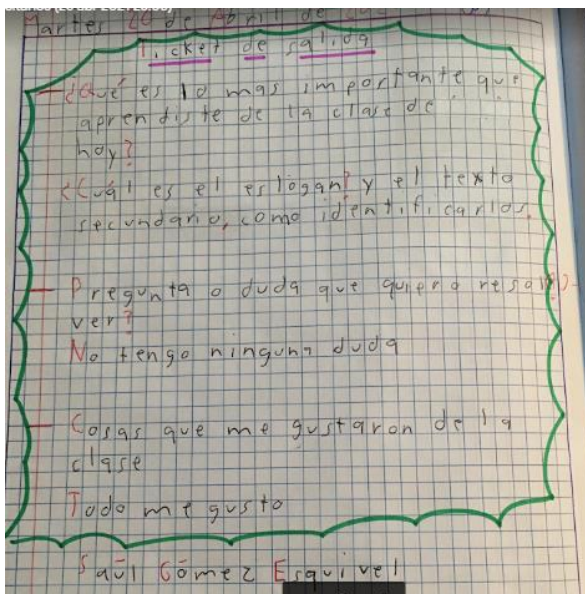 Martes 20 de Abril de
Ticket de salida
¿Qué es lo mas importante que
aprendiste de la clase de
hoy?
¿Cuál es el eslogan? y el texto
secundario, como identificarlos.
Pregunta o duda que quiero resol
ver?
No tengo ninguna duda
Cosas que me gustaron de la
clase
Todo me gusto
Saúl Gómez Esquivel